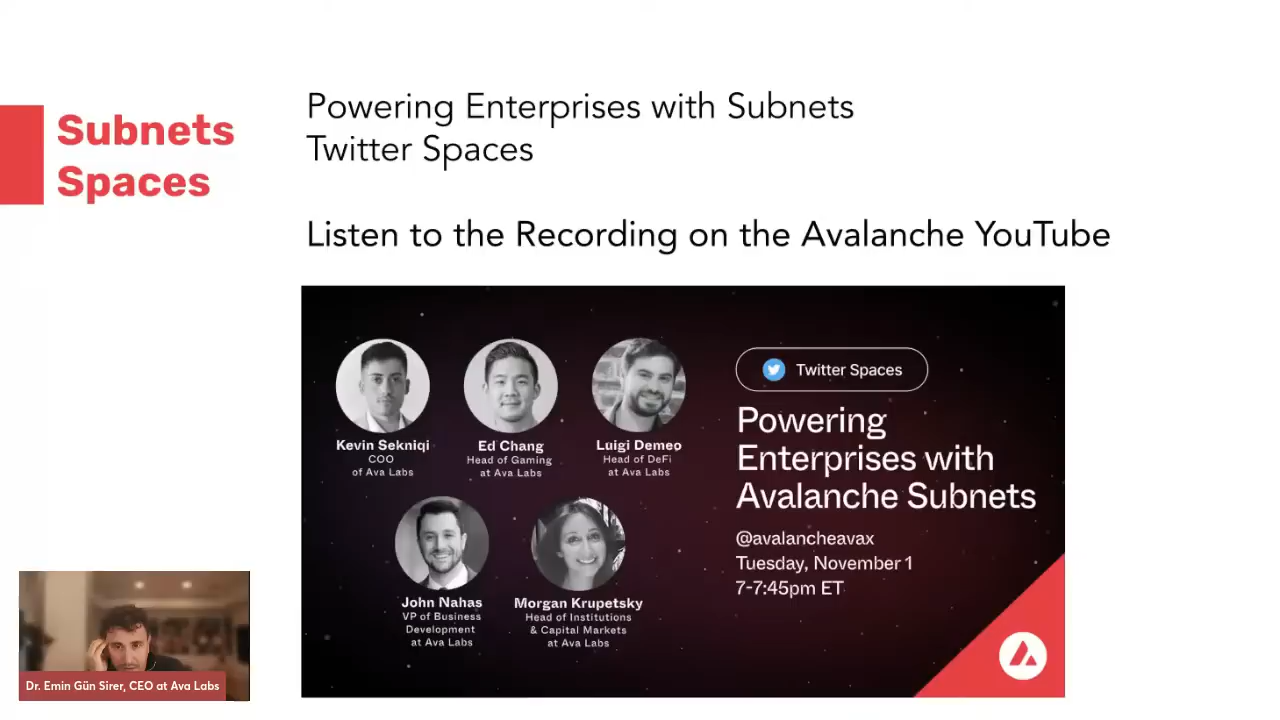 Subnets
Spaces
Powering Enterprises with Subnets
Twitter Spaces
Listen to the Recording on the Avalanche YouTube
Kevin Sekniqi
COO
of Ava Labs
Ed Chang
Head of Gaming
at Ava Labs
Luigi Demeo
Head of DeFi
at Ava Labs
John Nahas
VP of Business
Development
at Ava Labs
Morgan Krupetsky
Head of Institutions
& Capital Markets
at Ava Labs
Twitter Spaces
Powering
Enterprises with
Avalanche Subnets
@avalancheavax
Tuesday, November 1
7-7:45pm ET
Dr. Emin Gün Sirer, CEO at Ava Labs